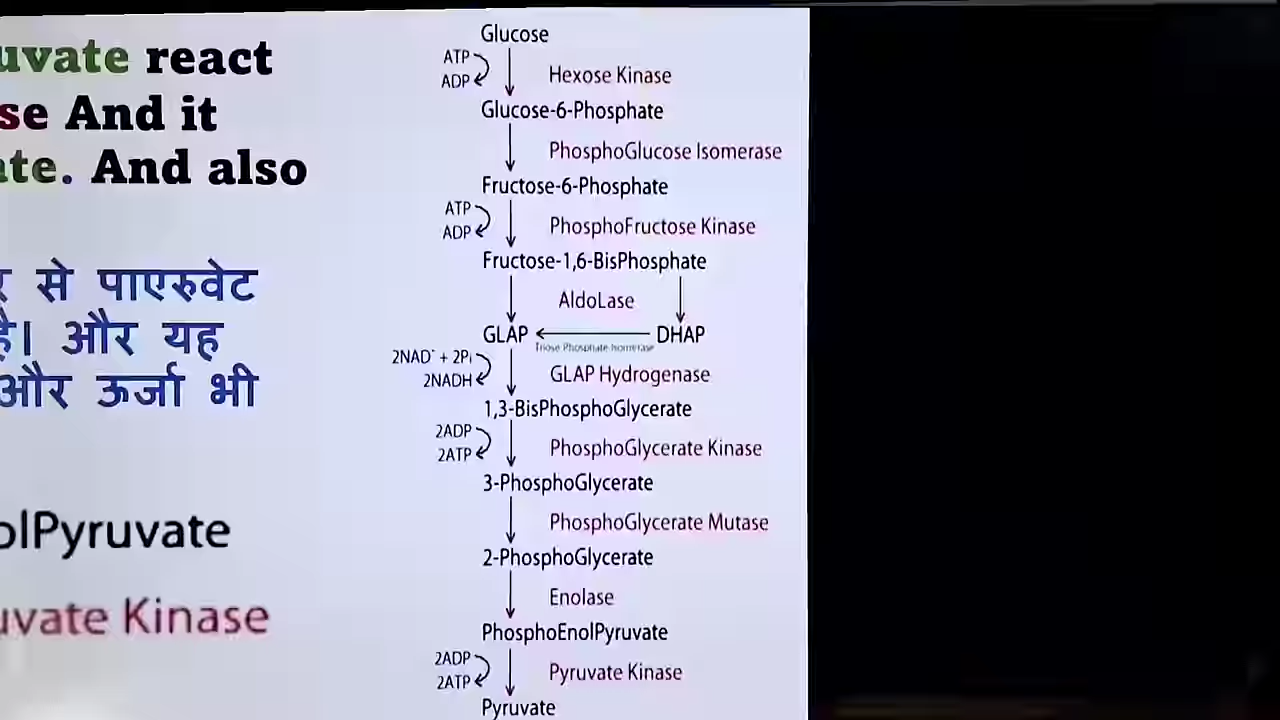 uvate react
se And it
ate. And also
र से पाएरुवेट
है। और यह
और ऊर्जा भी
olPyruvate
uvate Kinase
Glucose
ATP
ADP
Hexose Kinase
Glucose-6-Phosphate
PhosphoGlucose Isomerase
Fructose-6-Phosphate
ATP
ADP
PhosphoFructose Kinase
Fructose-1,6-BisPhosphate
AldoLase
GLAP
DHAP
Triose Phosphate Isomerase
2NAD⁺ + 2Pi
2NADH
GLAP Hydrogenase
1,3-BisPhosphoGlycerate
2ADP
2ATP
PhosphoGlycerate Kinase
3-PhosphoGlycerate
PhosphoGlycerate Mutase
2-PhosphoGlycerate
Enolase
PhosphoEnolPyruvate
2ADP
2ATP
Pyruvate Kinase
Pyruvate